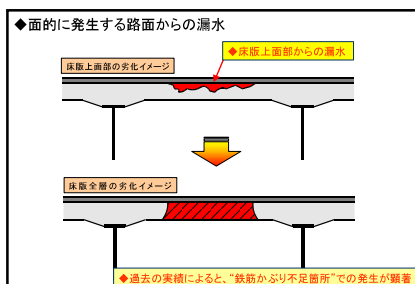 ◆面的に発生する路面からの漏水
◆床版上面部からの漏水
床版上面部の劣化イメージ
床版全層の劣化イメージ
◆過去の実績によると、“鉄筋かぶり不足箇所”での発生が顕著